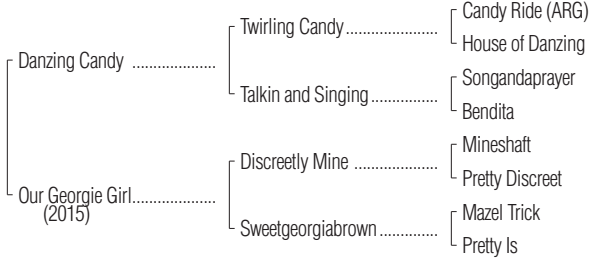 Candy Ride (ARG)
Twirling Candy
House of Danzing
Danzing Candy
Songandaprayer
Talkin and Singing
Bendita
Mineshaft
Discreetly Mine
Pretty Discreet
Our Georgie Girl
(2015)
Mazel Trick
Sweetgeorgiabrown
Pretty Is